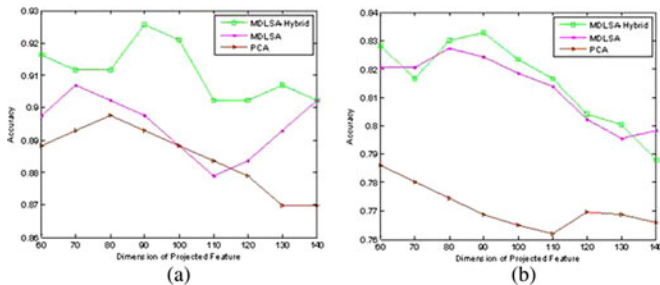 0.93
0.92
0.91
0.9
0.89
0.88
0.87
0.86
Accuracy
60 70 80 90 100 110 120 130 140
Dimension of Projected Feature
MDLSA-Hybrid
MDLSA
PCA
(a)
0.84
0.83
0.82
0.81
0.8
0.79
0.78
0.77
0.76
Accuracy
60 70 80 90 100 110 120 130 140
Dimension of Projected Feature
MDLSA-Hybrid
MDLSA
PCA
(b)